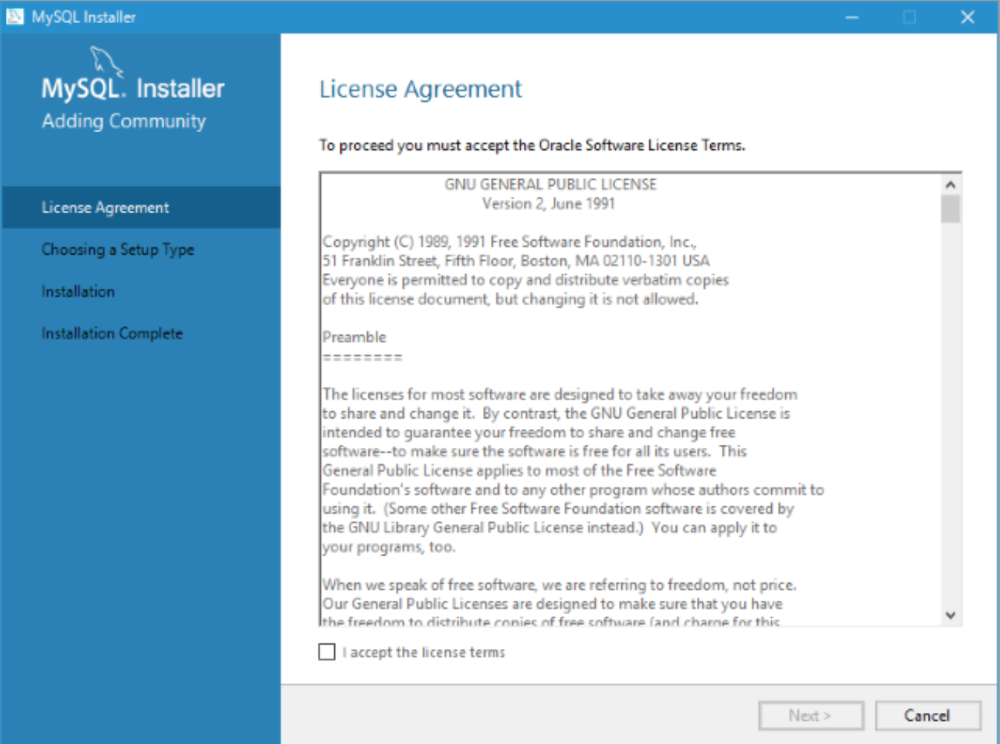 MySQL Installer
MySQL. Installer
Adding Community
License Agreement
Choosing a Setup Type
Installation
Installation Complete
License Agreement
To proceed you must accept the Oracle Software License Terms.
GNU GENERAL PUBLIC LICENSE
Version 2, June 1991
Copyright (C) 1989, 1991 Free Software Foundation, Inc.,
51 Franklin Street, Fifth Floor, Boston, MA 02110-1301 USA
Everyone is permitted to copy and distribute verbatim copies
of this license document, but changing it is not allowed.
Preamble
========
The licenses for most software are designed to take away your freedom
to share and change it.  By contrast, the GNU General Public License is
intended to guarantee your freedom to share and change free
software--to make sure the software is free for all its users.  This
General Public License applies to most of the Free Software
Foundation's software and to any other program whose authors commit to
using it.  (Some other Free Software Foundation software is covered by
the GNU Library General Public License instead.)  You can apply it to
your programs, too.
When we speak of free software, we are referring to freedom, not price.
Our General Public Licenses are designed to make sure that you have
the freedom to distribute copies of free software (and charge for this
I accept the license terms
Next >
Cancel